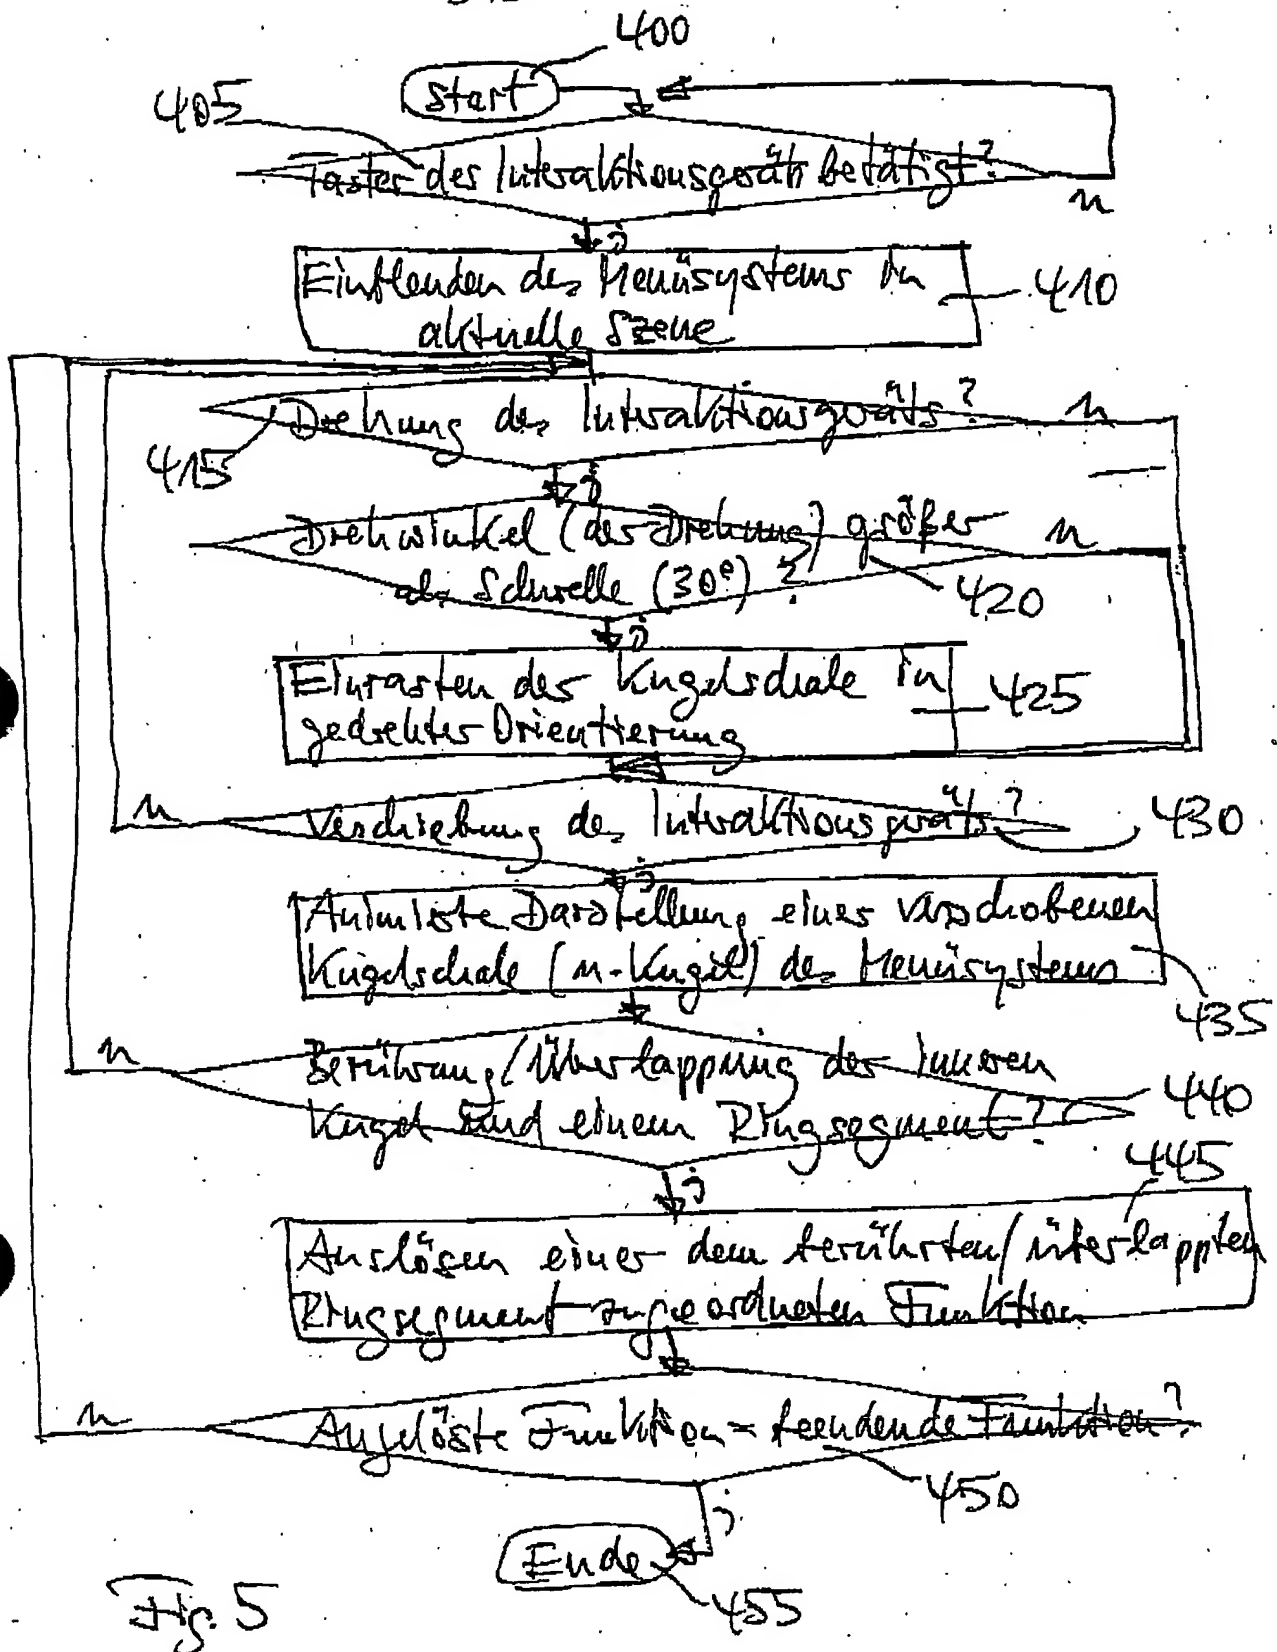 400
Start
405
Taster des Interaktionsgeräts betätigt?
n
j
Einblenden des Menüsystems in
aktuelle Szene
410
Drehung des Interaktionsgeräts?
n
415
j
Drehwinkel (der Drehung) größer
als Schwelle (30°)?
n
420
j
Einrasten der Kugelschale in
gedrehter Orientierung
425
n
Verschiebung des Interaktionsgeräts?
430
j
Animierte Darstellung einer verschobenen
Kugelschale (n-Kugel) des Menüsystems
435
n
Berührung/Überlappung der inneren
Kugel und einem Ringsegment?
440
j
445
Auslösen einer dem berührten/überlappten
Ringsegment zugeordneten Funktion
n
Ausgelöste Funktion = beendende Funktion?
450
j
Ende
455
Fig. 5